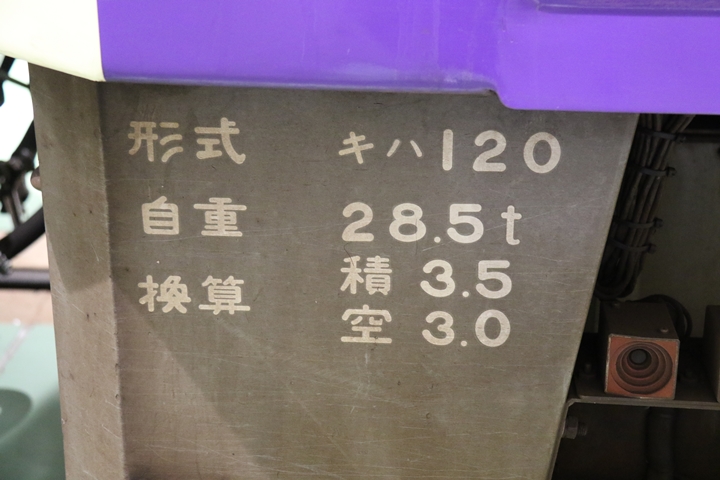 形式 キハ120
自重 28.5t
換算 積 3.5
空 3.0